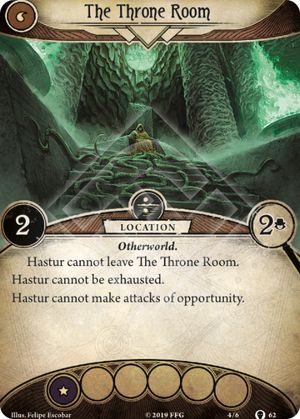 The Throne Room
2
LOCATION
2
Otherworld.
Hastur cannot leave The Throne Room.
Hastur cannot be exhausted.
Hastur cannot make attacks of opportunity.
Illus. Felipe Escobar
© 2019 FFG
4/6
62